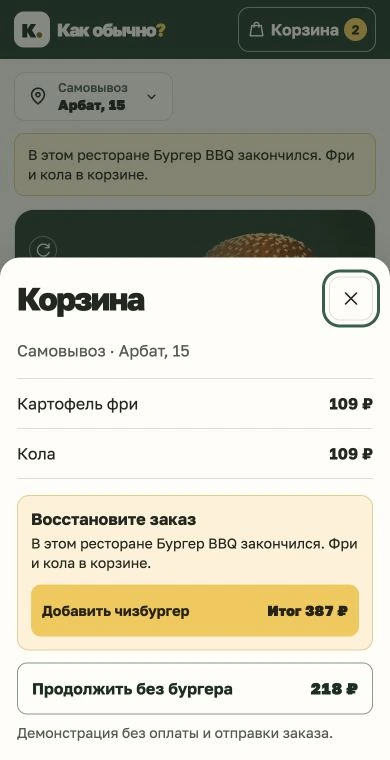 K.
Как обычно?
Корзина
2
Самовывоз
Арбат, 15
В этом ресторане Бургер BBQ закончился. Фри
и кола в корзине.
Корзина
Самовывоз · Арбат, 15
Картофель фри 109 ₽
Кола 109 ₽
Восстановите заказ
В этом ресторане Бургер BBQ закончился. Фри
и кола в корзине.
Добавить чизбургер Итог 387 ₽
Продолжить без бургера 218 ₽
Демонстрация без оплаты и отправки заказа.